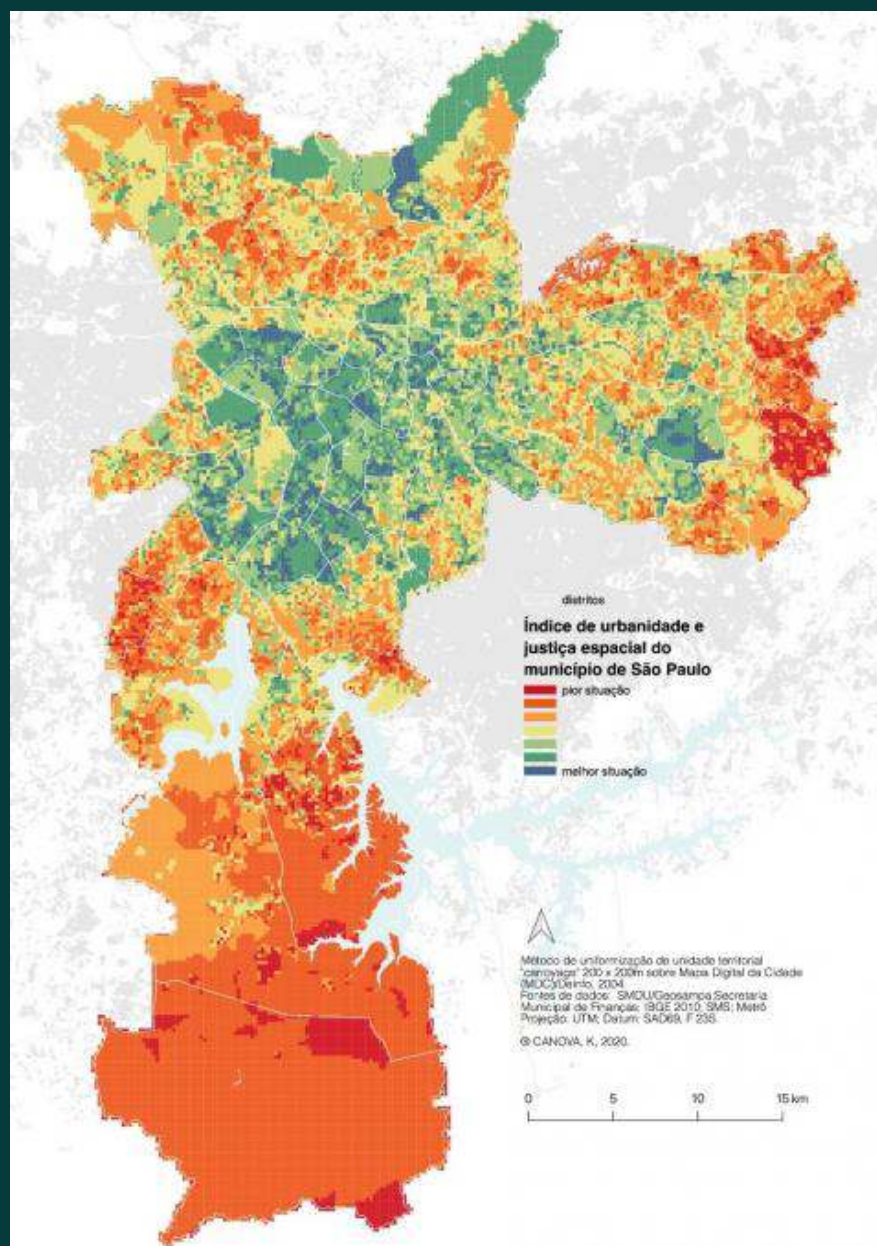 distritos
Índice de urbanidade e
justiça espacial do
município de São Paulo
pior situação
melhor situação
Método de uniformização de unidade territorial
"canovage" 200 x 200m sobre Mapa Digital da Cidade
(MDC)/Deinfo, 2004
Fontes de dados: SMDU/Geosampa;Secretaria
Municipal de Finanças; IBGE 2010; SMS; Metrô
Projeção: UTM; Datum: SAD69, F 23S.
© CANOVA, K, 2020.
0 5 10 15 km